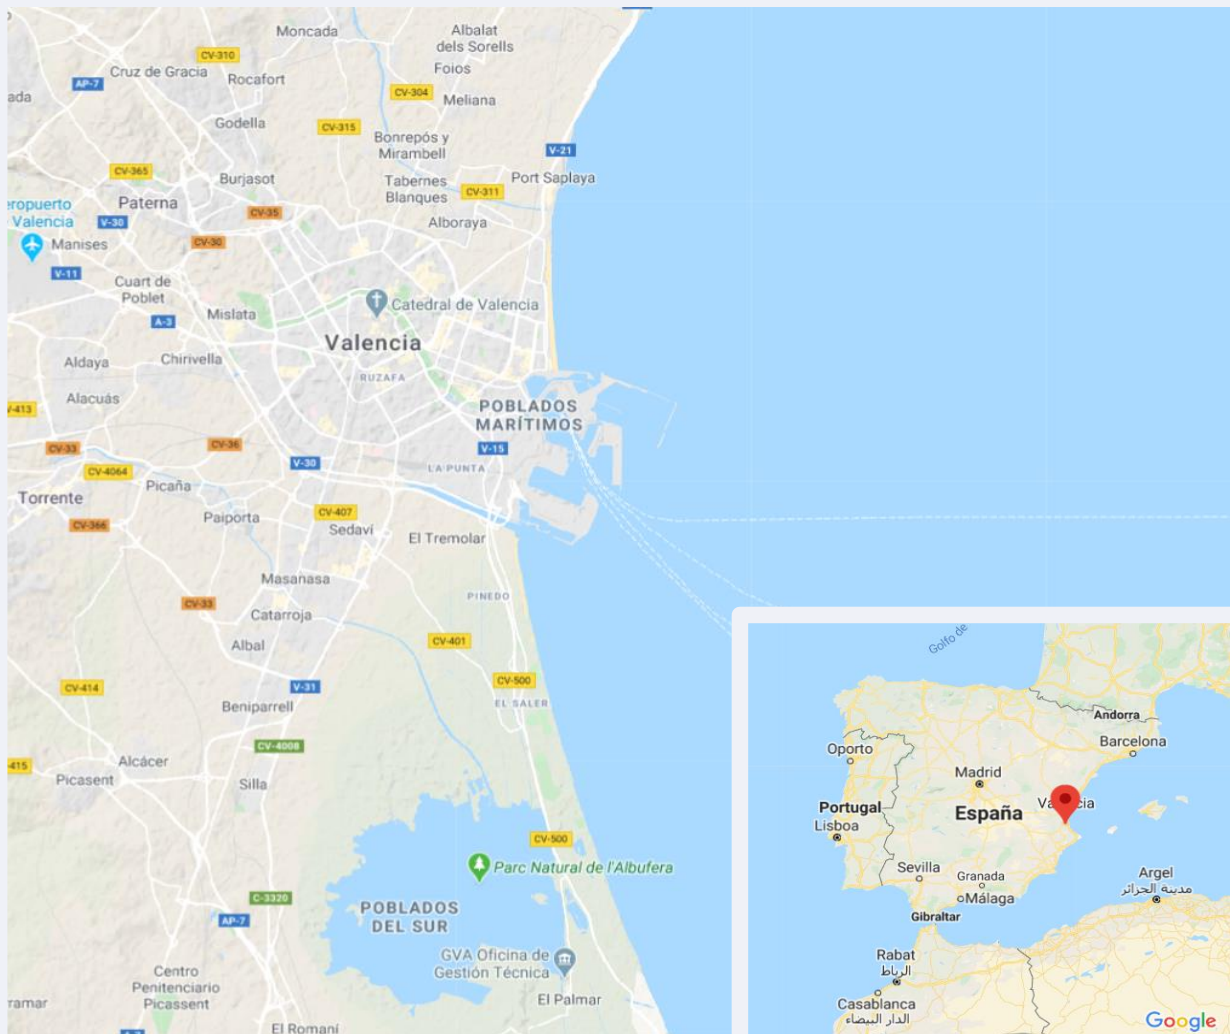 Moncada
Albalat
dels Sorells
CV-310
Cruz de Gracia
Rocafort
Foios
AP-7
CV-304
Meliana
ada
Godella
CV-315
Bonrepós y
Mirambell
V-21
CV-365
Burjasot
Tabernes
Blanques
CV-311
Port Saplaya
eropuerto
Valencia
Paterna
V-30
CV-35
Alboraya
Manises
CV-30
V-11
Cuart de
Poblet
Mislata
Catedral de Valencia
A-3
Valencia
Aldaya
Chirivella
RUZAFA
Alacuás
V-413
POBLADOS
MARÍTIMOS
CV-33
CV-36
V-15
V-30
CV-4064
LA PUNTA
Torrente
Picaña
CV-366
Paiporta
CV-407
Sedaví
El Tremolar
Masanasa
PINEDO
CV-33
Catarroja
Albal
CV-401
CV-414
V-31
CV-500
EL SALER
Beniparrell
CV-4008
-415
Alcácer
Picasent
Silla
CV-500
Parc Natural de l'Albufera
C-3320
POBLADOS
DEL SUR
AP-7
GVA Oficina de
Gestión Técnica
Centro
Penitenciario
Picassent
ramar
El Palmar
El Romaní
Golfo de
Andorra
Oporto
Barcelona
Madrid
Valencia
Portugal
España
Lisboa
Sevilla
Granada
Málaga
Argel
مدينة الجزائر
Gibraltar
Rabat
الرباط
Casablanca
الدار البيضاء
Google